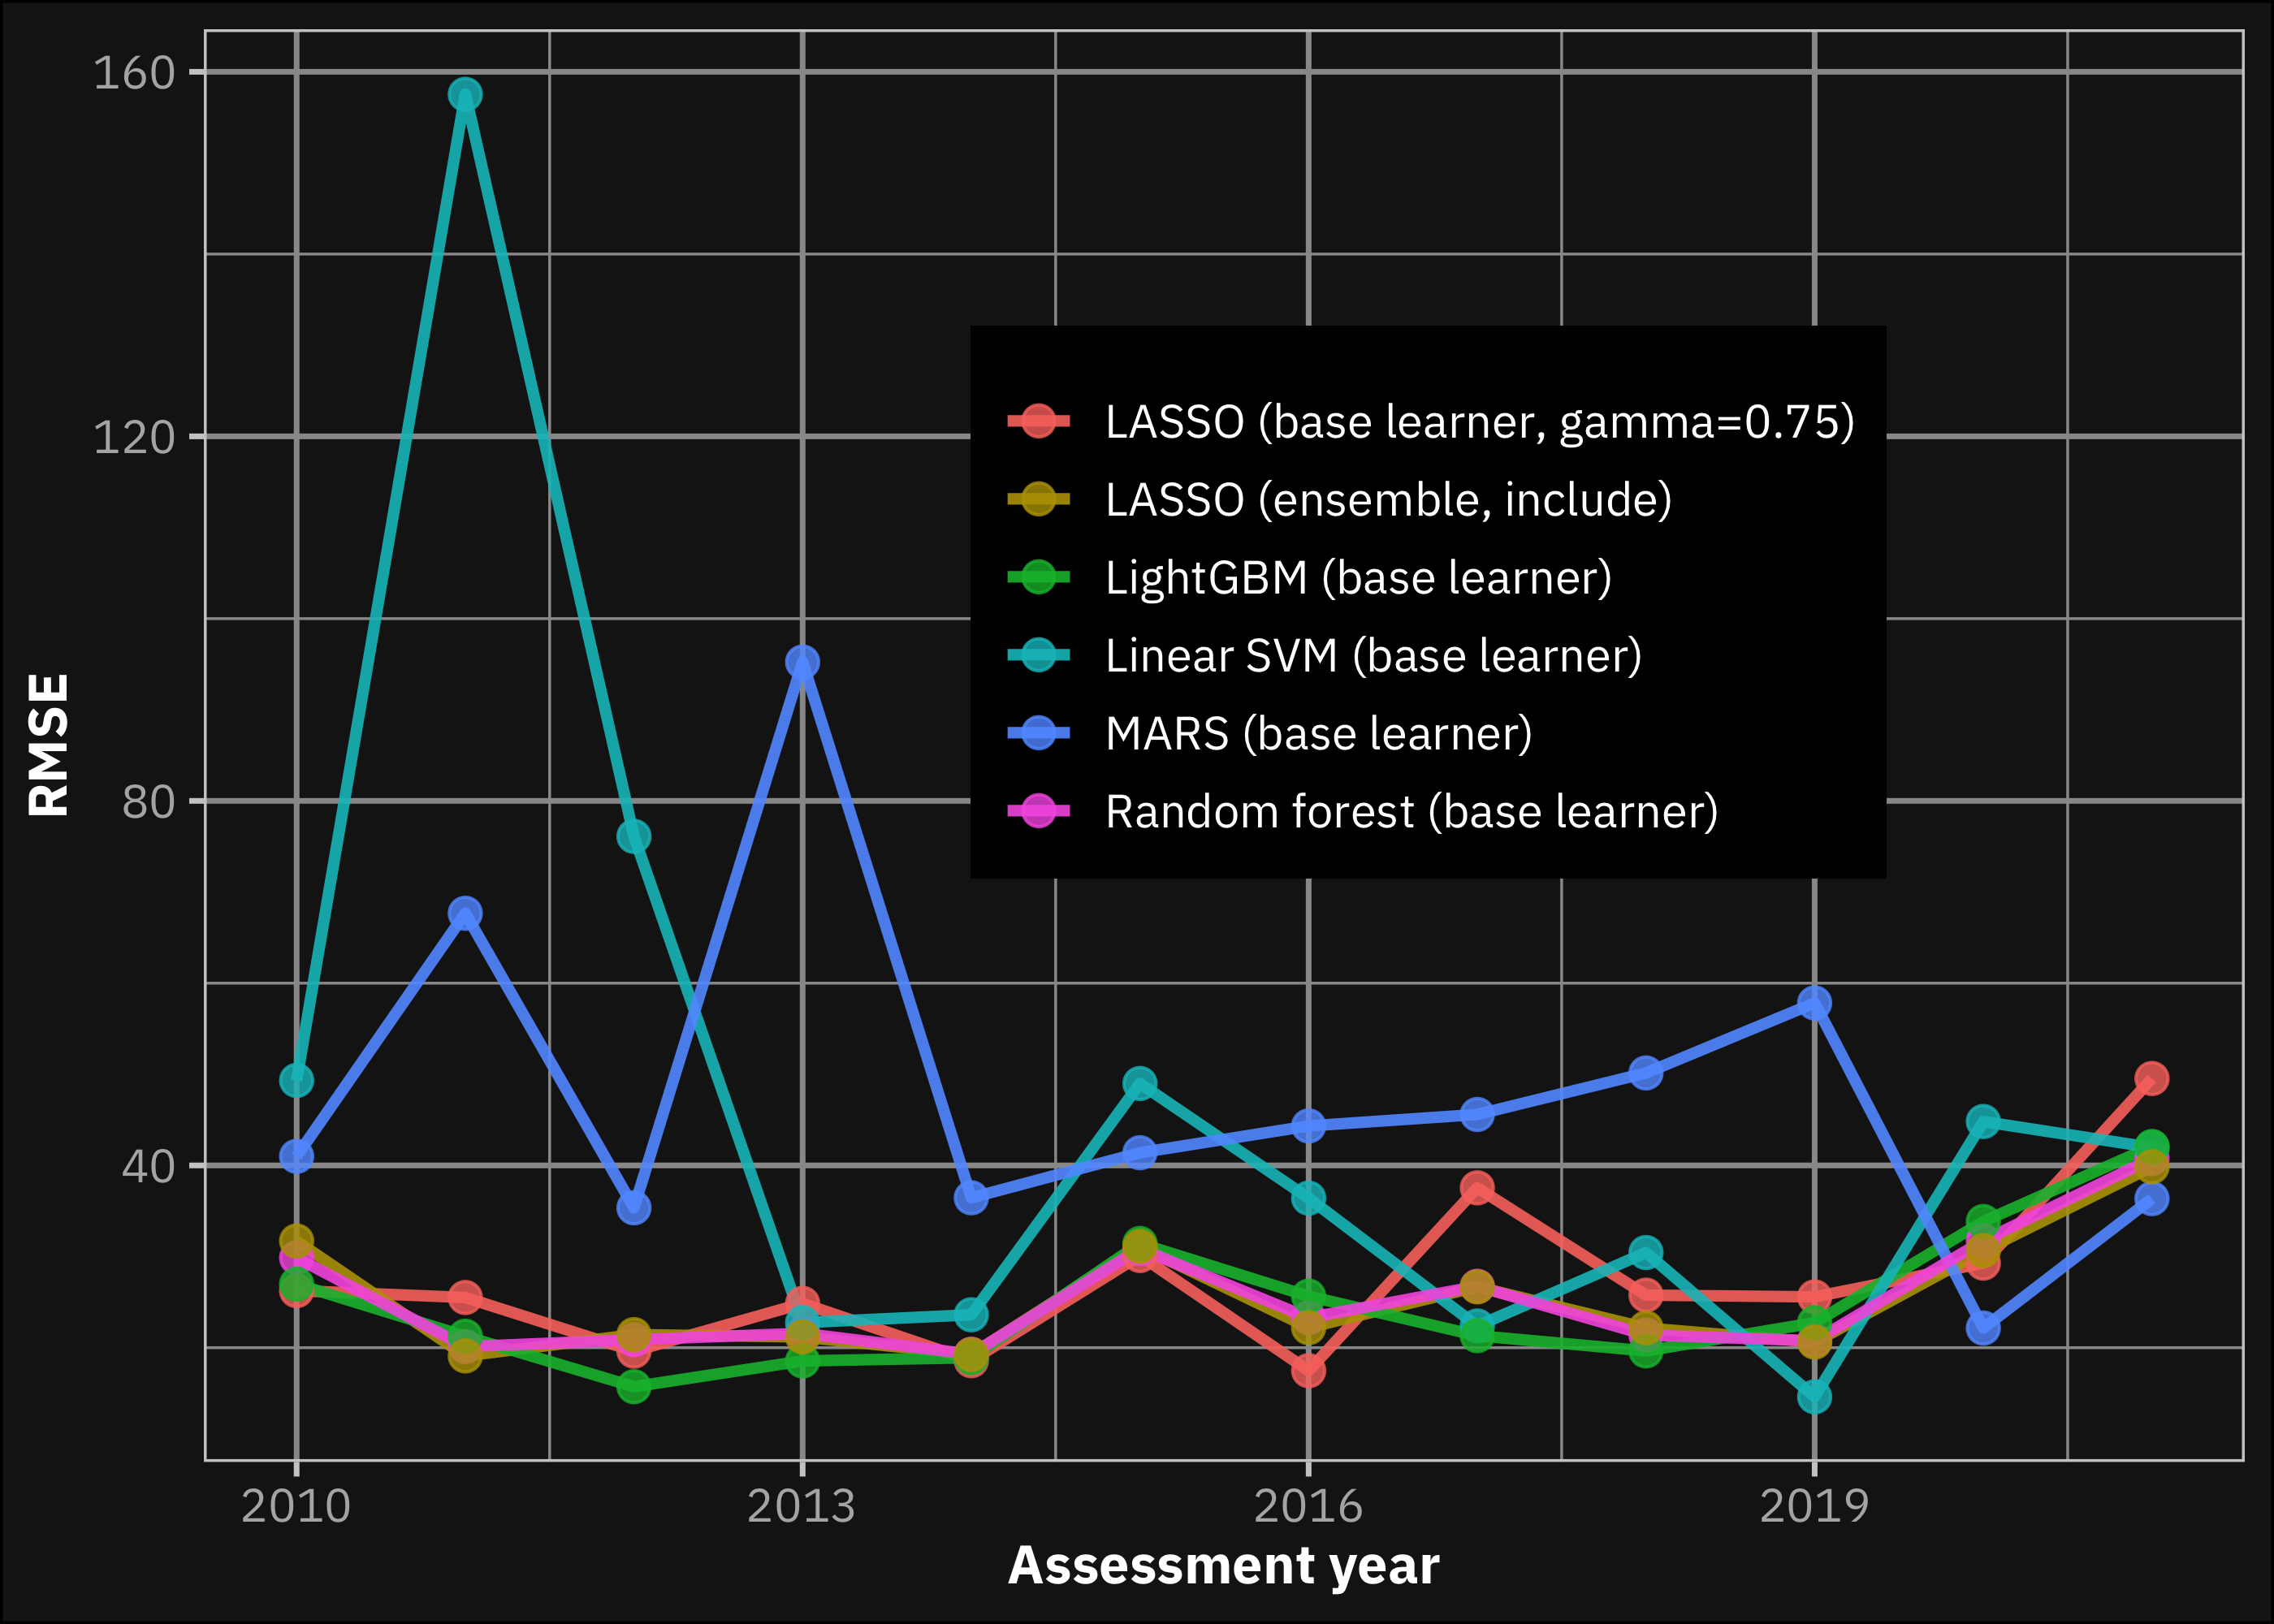 160
120
80
40
RMSE
LASSO (base learner, gamma=0.75)
LASSO (ensemble, include)
LightGBM (base learner)
Linear SVM (base learner)
MARS (base learner)
Random forest (base learner)
2010 2013 2016 2019
Assessment year